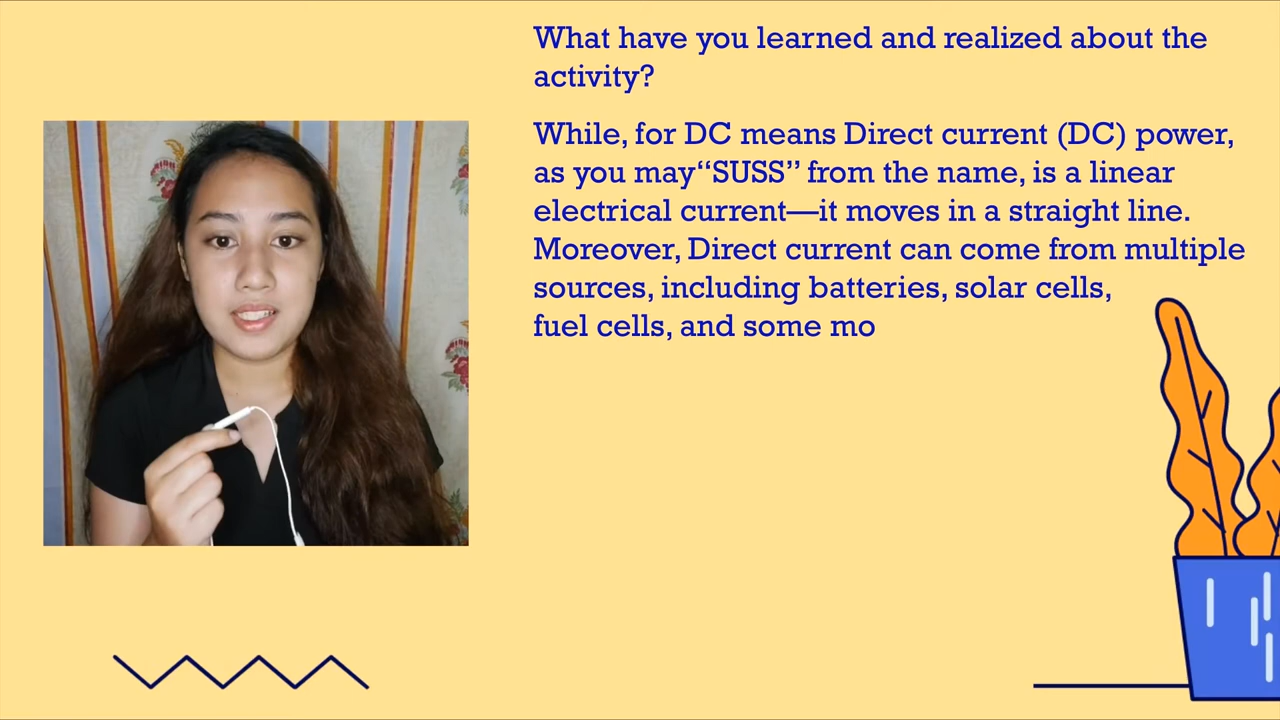 What have you learned and realized about the
activity?
While, for DC means Direct current (DC) power,
as you may“SUSS” from the name, is a linear
electrical current—it moves in a straight line.
Moreover, Direct current can come from multiple
sources, including batteries, solar cells,
fuel cells, and some mo